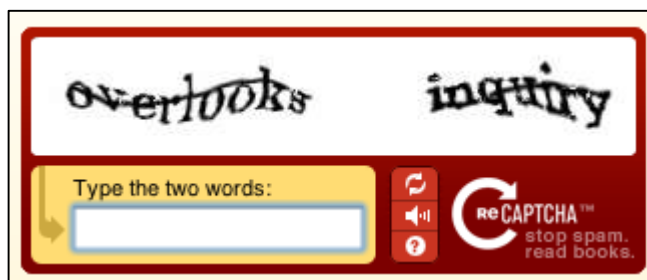 overlooks inquiry
Type the two words:
ReCAPTCHA™
stop spam.
read books.